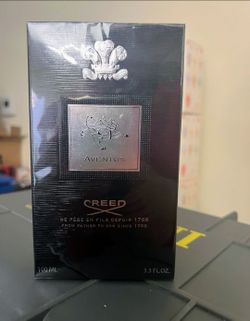 AVENTUS
CREED
DE PÈRE EN FILS DEPUIS 1760
FROM FATHER TO SON SINCE 1760
100 ML
3.3 FL.OZ.